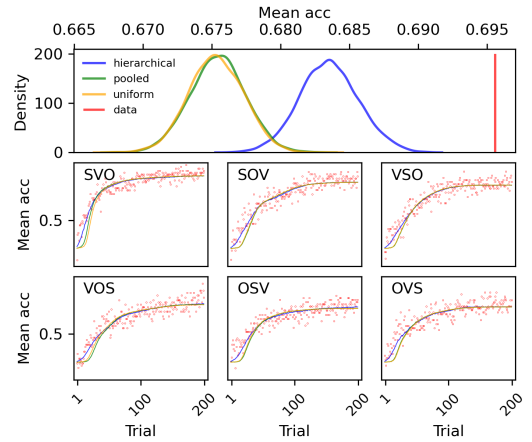 Mean acc
0.665 0.670 0.675 0.680 0.685 0.690 0.695
200
100
0
Density
hierarchical
pooled
uniform
data
SVO SOV VSO
0.5
Mean acc
VOS OSV OVS
0.5
Mean acc
1 100 200 1 100 200 1 100 200
Trial Trial Trial